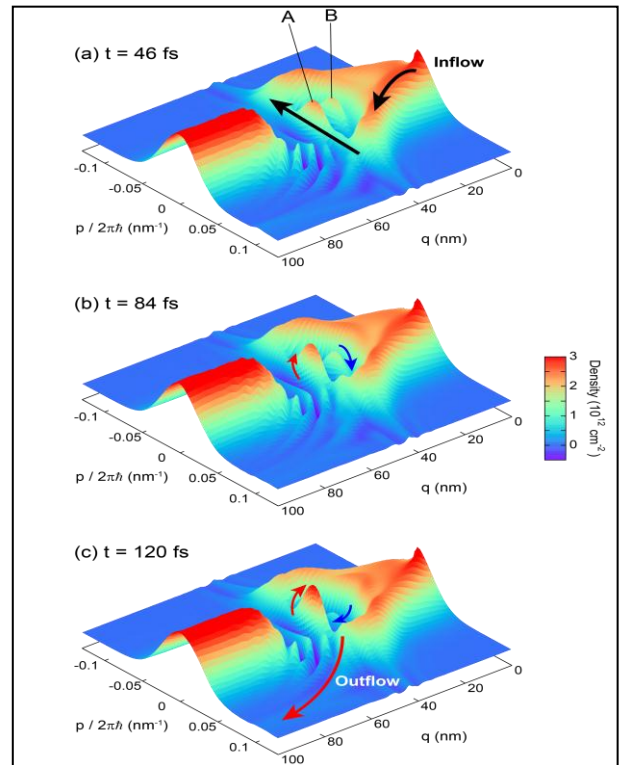 A B
(a) t = 46 fs
Inflow
-0.1
-0.05
0
0.05
0.1
p / 2πħ (nm⁻¹)
100
80
60
40
20
0
q (nm)
(b) t = 84 fs
-0.1
-0.05
0
0.05
0.1
p / 2πħ (nm⁻¹)
100
80
60
40
20
0
q (nm)
3
2
1
0
Density (10¹² cm⁻²)
(c) t = 120 fs
Outflow
-0.1
-0.05
0
0.05
0.1
p / 2πħ (nm⁻¹)
100
80
60
40
20
0
q (nm)